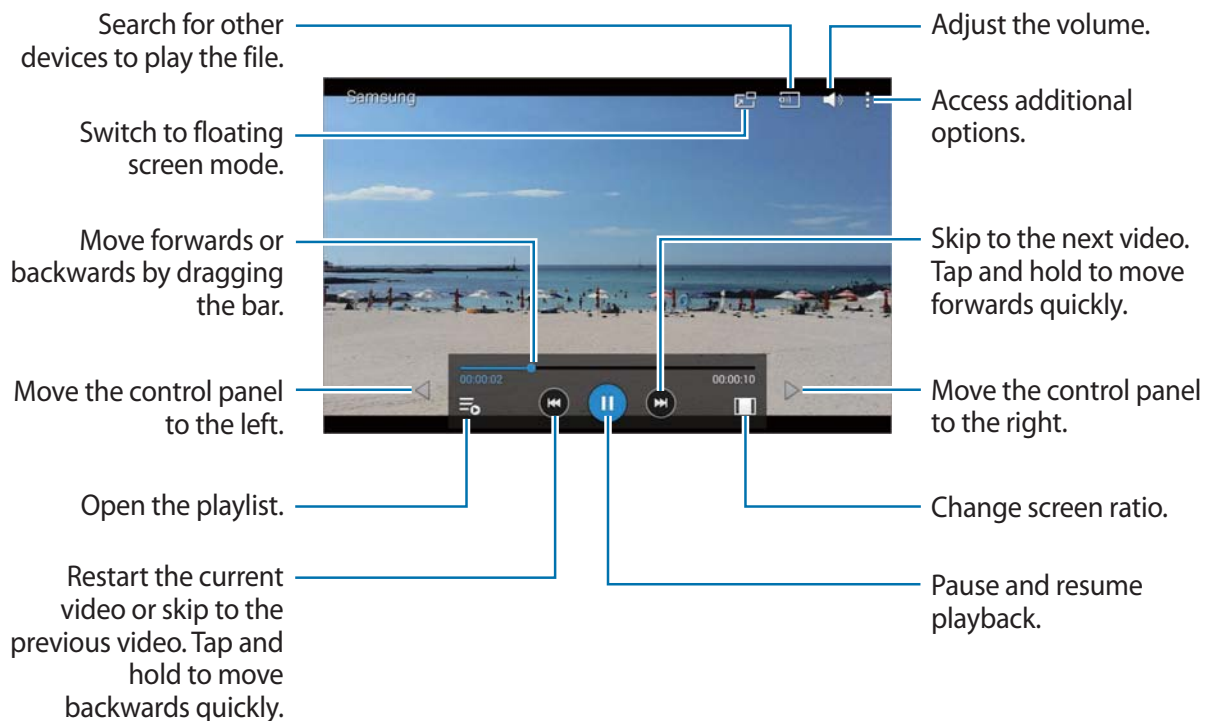 Search for other
devices to play the file.
Adjust the volume.
Samsung
Access additional
options.
Switch to floating
screen mode.
Move forwards or
backwards by dragging
the bar.
Skip to the next video.
Tap and hold to move
forwards quickly.
00:00:02
00:00:10
Move the control panel
to the left.
Move the control panel
to the right.
Open the playlist.
Change screen ratio.
Restart the current
video or skip to the
previous video. Tap and
hold to move
backwards quickly.
Pause and resume
playback.